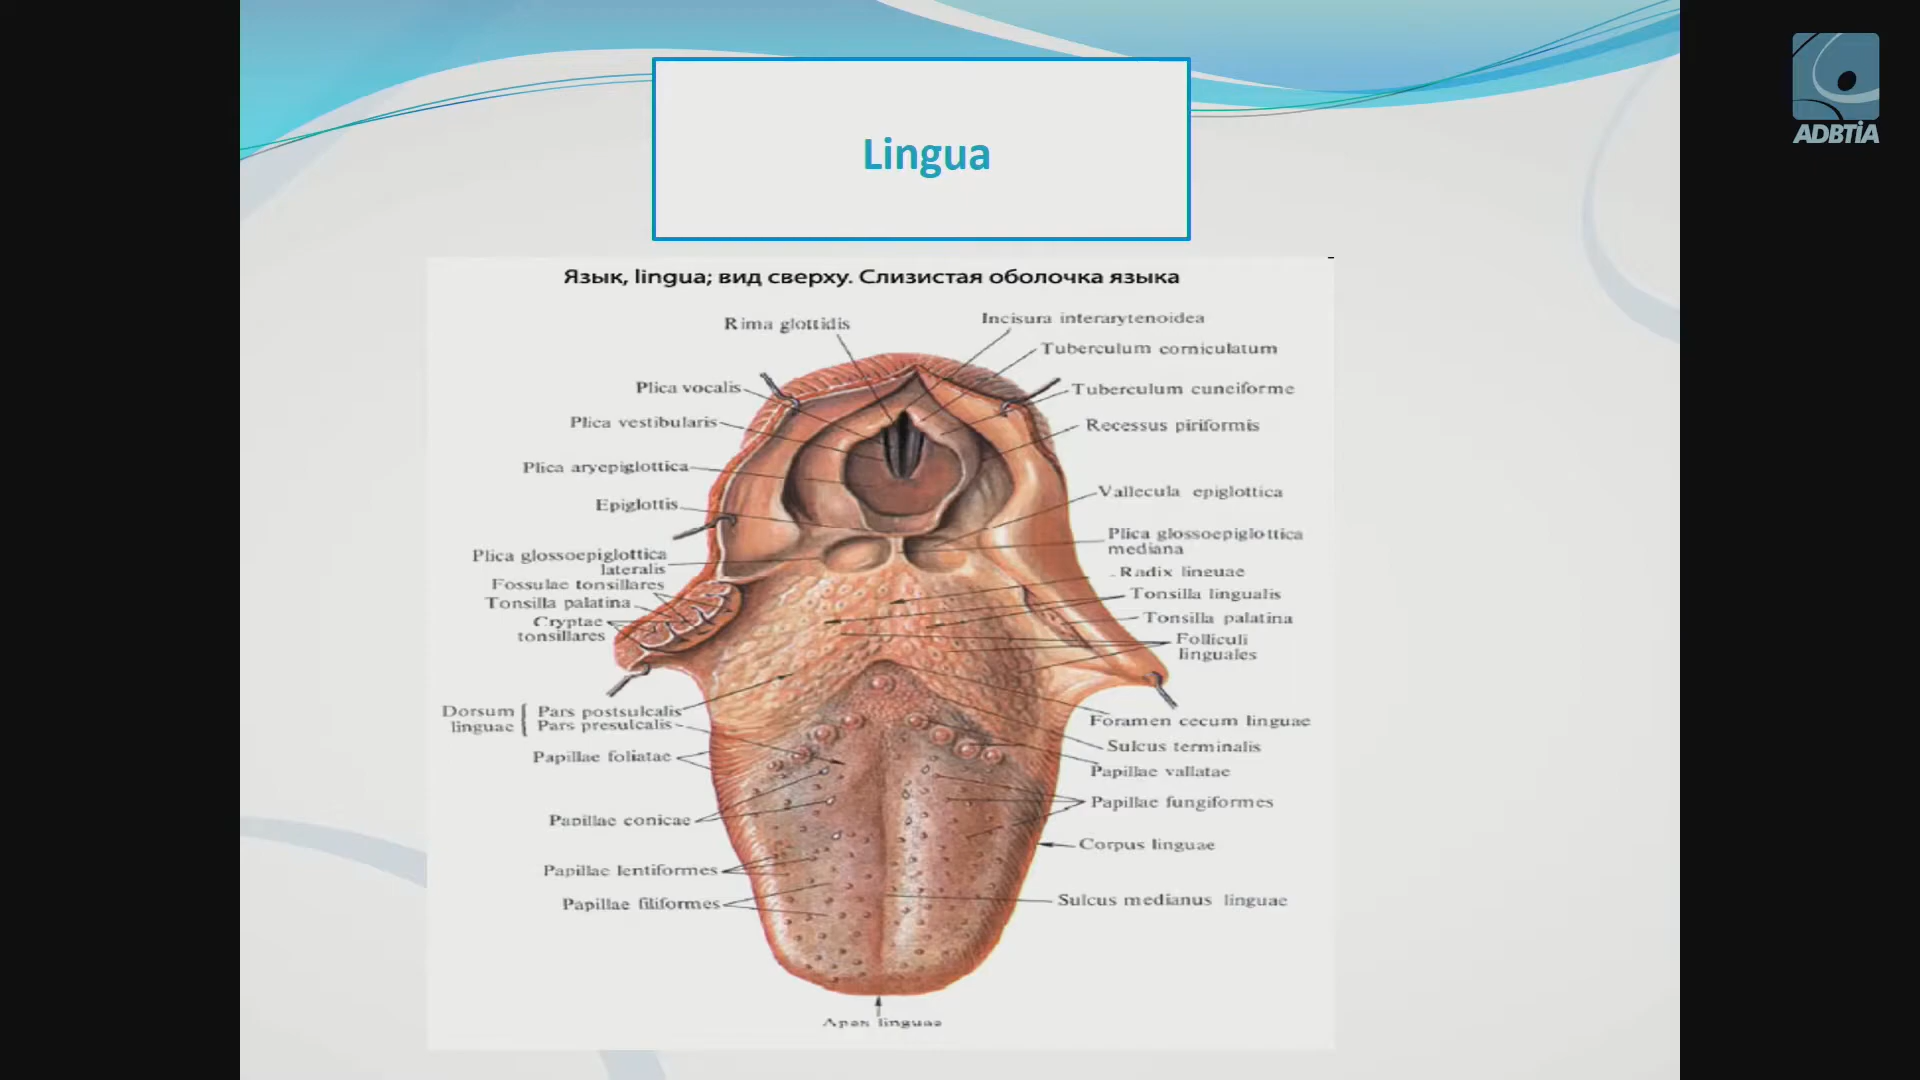 Lingua
ADBTİA
Язык, lingua; вид сверху. Слизистая оболочка языка
Rima glottidis
Incisura interarytenoidea
Tuberculum corniculatum
Plica vocalis
Tuberculum cuneiforme
Plica vestibularis
Recessus piriformis
Plica aryepiglottica
Epiglottis
Vallecula epiglottica
Plica glossoepiglottica
lateralis
Plica glossoepiglottica
mediana
Fossulae tonsillares
Radix linguae
Tonsilla palatina
Tonsilla lingualis
Cryptae
tonsillares
Tonsilla palatina
Folliculi
linguales
Dorsum
linguae
Pars postsulcalis
Pars presulcalis
Foramen cecum linguae
Sulcus terminalis
Papillae foliatae
Papillae vallatae
Papillae fungiformes
Papillae conicae
Corpus linguae
Papillae lentiformes
Papillae filiformes
Sulcus medianus linguae
Apex linguae